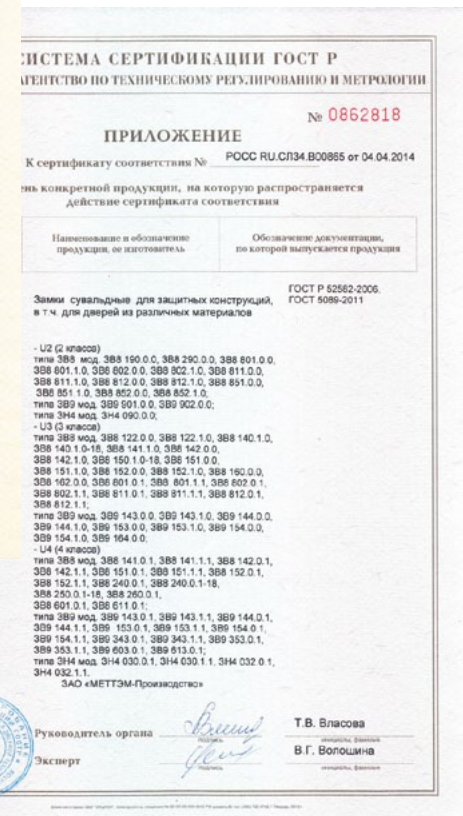 СИСТЕМА СЕРТИФИКАЦИИ ГОСТ Р
АГЕНТСТВО ПО ТЕХНИЧЕСКОМУ РЕГУЛИРОВАНИЮ И МЕТРОЛОГИИ
№ 0862818
ПРИЛОЖЕНИЕ
К сертификату соответствия № РОСС RU.СЛ34.В00865 от 04.04.2014
ень конкретной продукции, на которую распространяется
действие сертификата соответствия
Наименование и обозначение
продукции, ее изготовитель
Обозначение документации,
по которой выпускается продукция
ГОСТ Р 52582-2006,
ГОСТ 5089-2011
Замки сувальдные для защитных конструкций,
в т.ч. для дверей из различных материалов
- U2 (2 класса)
типа ЗВ8 мод. ЗВ8 190.0.0, ЗВ8 290.0.0, ЗВ8 801.0.0,
ЗВ8 601.1.0, ЗВ8 602.0.0, ЗВ8 802.1.0, ЗВ8 811.0.0,
ЗВ8 811.1.0, ЗВ8 812.0.0, ЗВ8 812.1.0, ЗВ8 851.0.0,
ЗВ8 851.1.0, ЗВ8 852.0.0, ЗВ8 852.1.0;
типа ЗВ9 мод. ЗВ9 901.0.0, ЗВ9 902.0.0;
типа ЗН4 мод. ЗН4 090.0.0;
- U3 (3 класса)
типа ЗВ8 мод. ЗВ8 122.0.0, ЗВ8 122.1.0, ЗВ8 140.1.0,
ЗВ8 140.1.0-18, ЗВ8 141.1.0, ЗВ8 142.0.0,
ЗВ8 142.1.0, ЗВ8 150.1.0-18, ЗВ8 151.0.0,
ЗВ8 151.1.0, ЗВ8 152.0.0, ЗВ8 152.1.0, ЗВ8 160.0.0,
ЗВ8 162.0.0, ЗВ8 801.0.1, ЗВ8 801.1.1, ЗВ8 802.0.1,
ЗВ8 802.1.1, ЗВ8 811.0.1, ЗВ8 811.1.1, ЗВ8 812.0.1,
ЗВ8 812.1.1;
типа ЗВ9 мод. ЗВ9 143.0.0, ЗВ9 143.1.0, ЗВ9 144.0.0,
ЗВ9 144.1.0, ЗВ9 153.0.0, ЗВ9 153.1.0, ЗВ9 154.0.0,
ЗВ9 154.1.0, ЗВ9 164.0.0;
- U4 (4 класса)
типа ЗВ8 мод. ЗВ8 141.0.1, ЗВ8 141.1.1, ЗВ8 142.0.1,
ЗВ8 142.1.1, ЗВ8 151.0.1, ЗВ8 151.1.1, ЗВ8 152.0.1,
ЗВ8 152.1.1, ЗВ8 240.0.1, ЗВ8 240.0.1-18,
ЗВ8 250.0.1-18, ЗВ8 260.0.1,
ЗВ8 601.0.1, ЗВ8 611.0.1;
типа ЗВ9 мод. ЗВ9 143.0.1, ЗВ9 143.1.1, ЗВ9 144.0.1,
ЗВ9 144.1.1, ЗВ9 153.0.1, ЗВ9 153.1.1, ЗВ9 154.0.1,
ЗВ9 154.1.1, ЗВ9 343.0.1, ЗВ9 343.1.1, ЗВ9 353.0.1,
ЗВ9 353.1.1, ЗВ9 603.0.1, ЗВ9 613.0.1;
типа ЗН4 мод. ЗН4 030.0.1, ЗН4 030.1.1, ЗН4 032.0.1,
ЗН4 032.1.1.
ЗАО «МЕТТЭМ-Производство»
Руководитель органа
подпись
Т.В. Власова
инициалы, фамилия
Эксперт
подпись
В.Г. Волошина
инициалы, фамилия